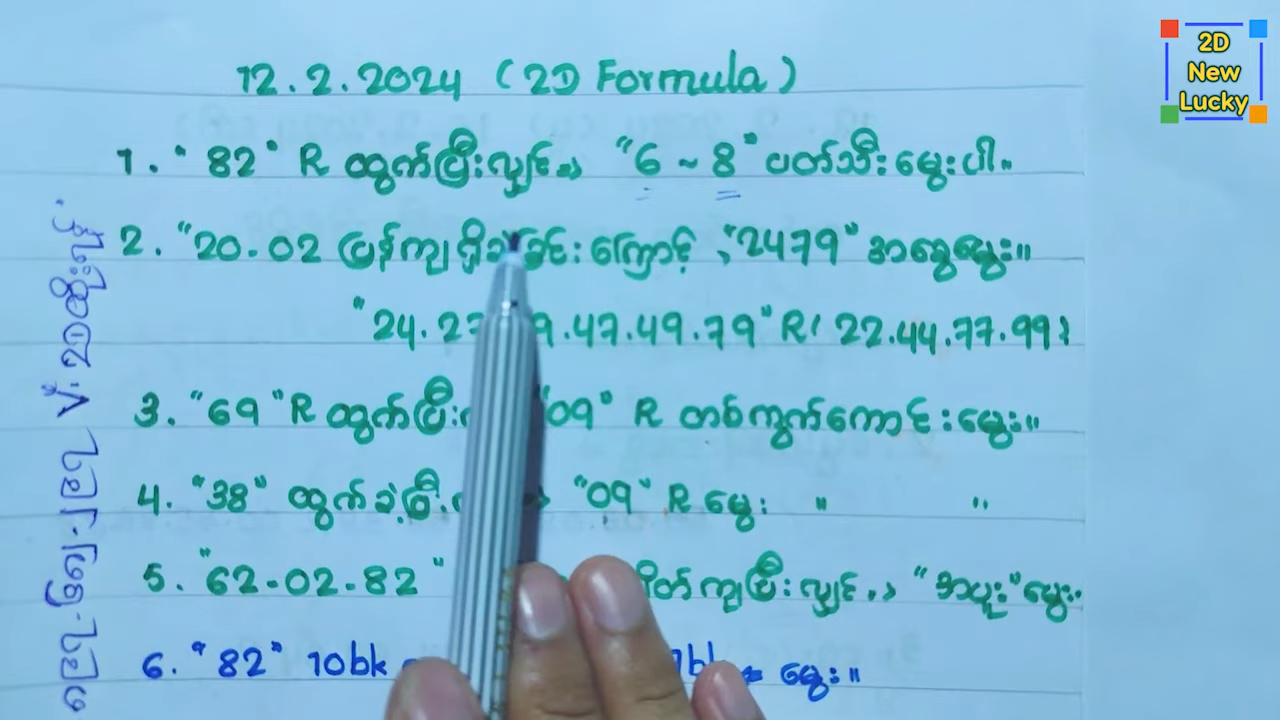 12.2.2024 (2D Formula)
1. "82" R ထွက်ပြီးလျှင် → "6 ~ 8" ပတ်သီး မွေးပါ။
2. "20.02 ပြန်ကျ ကြောင့် , "2479" အခွေမွေး။
"24.27 9.47.49.79" R( 22.44.77.99)
3. "69" R ထွက်ပြီး "09" R တစ်ကွက်ကောင်းမွေး။
4. "38" ထွက်ခဲ့ပြီး "09" R မွေး " "
5. "62-02-82" ကျပြီးလျှင် → "အပူး" မွေး။
6. "82" 10bk 1bk မွေး။
2D
New
Lucky